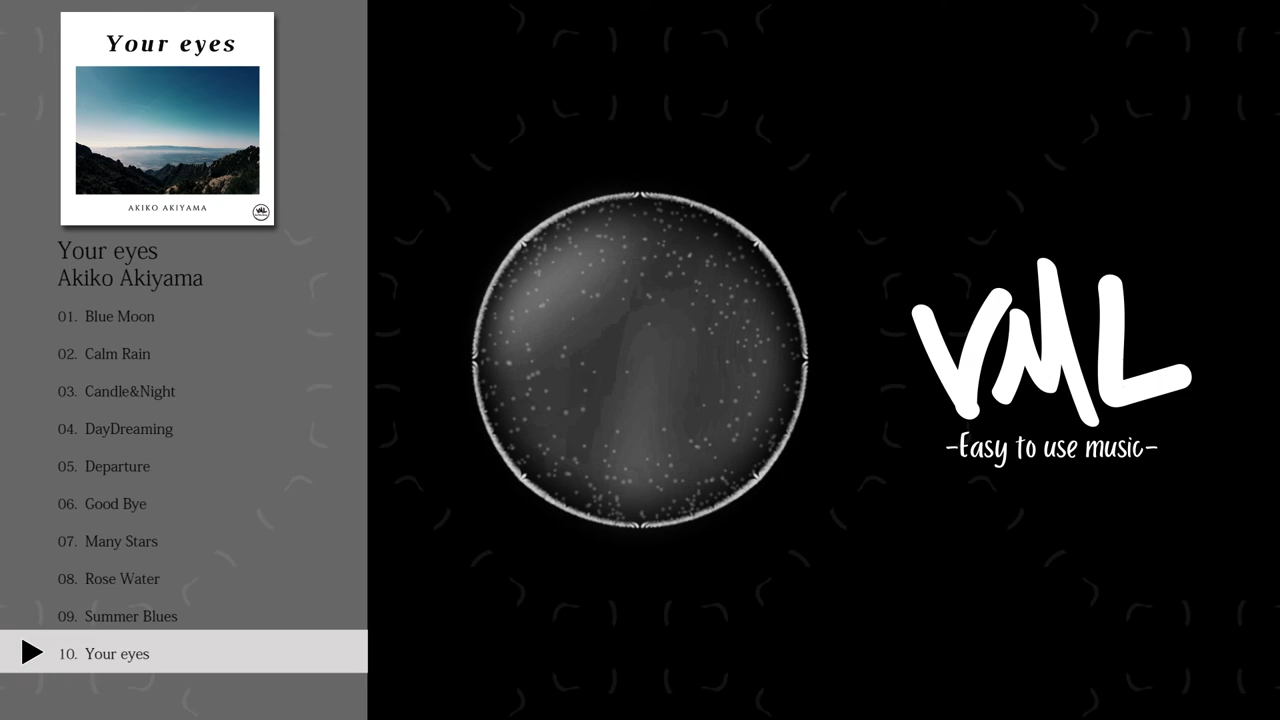 Your eyes
AKIKO AKIYAMA
VML
Your eyes
Akiko Akiyama
01. Blue Moon
02. Calm Rain
03. Candle&Night
04. DayDreaming
05. Departure
06. Good Bye
07. Many Stars
08. Rose Water
09. Summer Blues
10. Your eyes
VML
-Easy to use music-